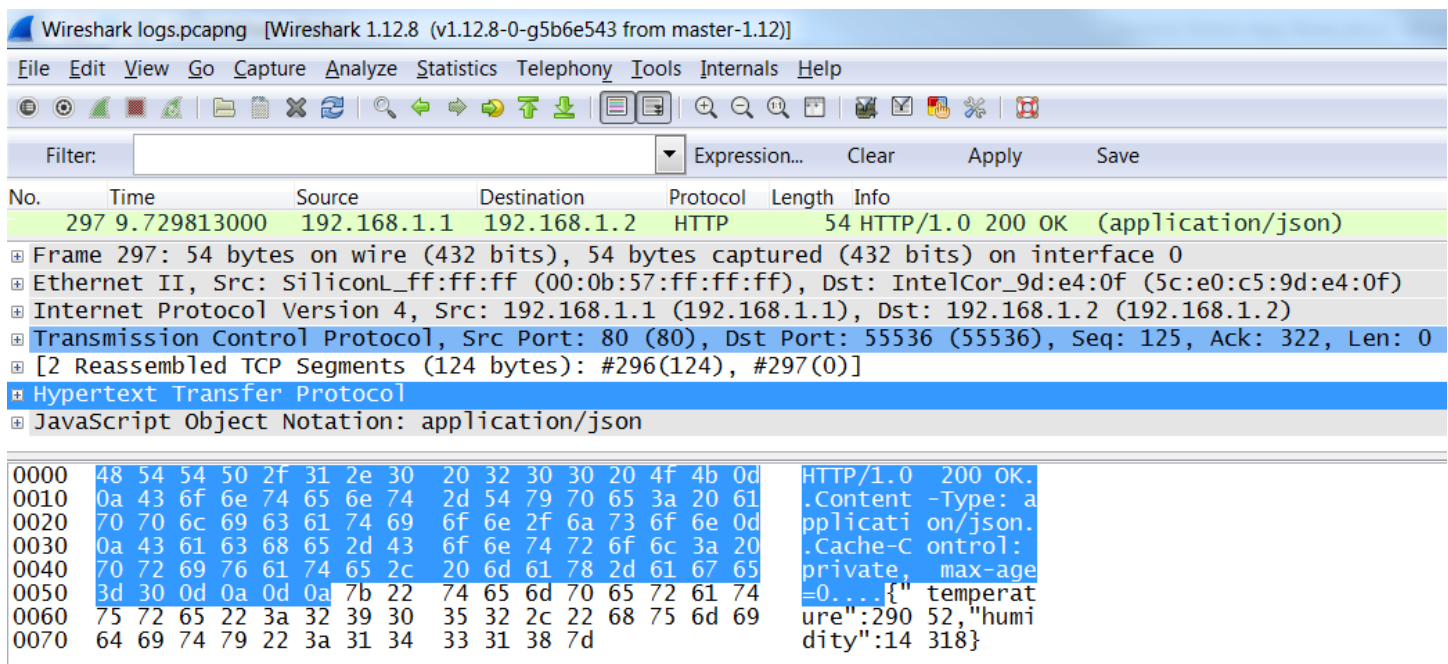 Wireshark logs.pcapng [Wireshark 1.12.8 (v1.12.8-0-g5b6e543 from master-1.12)]
File Edit View Go Capture Analyze Statistics Telephony Tools Internals Help
Filter: Expression... Clear Apply Save
No. Time Source Destination Protocol Length Info
297 9.729813000 192.168.1.1 192.168.1.2 HTTP 54 HTTP/1.0 200 OK (application/json)
Frame 297: 54 bytes on wire (432 bits), 54 bytes captured (432 bits) on interface 0
Ethernet II, Src: SiliconL_ff:ff:ff (00:0b:57:ff:ff:ff), Dst: IntelCor_9d:e4:0f (5c:e0:c5:9d:e4:0f)
Internet Protocol Version 4, Src: 192.168.1.1 (192.168.1.1), Dst: 192.168.1.2 (192.168.1.2)
Transmission Control Protocol, Src Port: 80 (80), Dst Port: 55536 (55536), Seq: 125, Ack: 322, Len: 0
[2 Reassembled TCP Segments (124 bytes): #296(124), #297(0)]
Hypertext Transfer Protocol
JavaScript Object Notation: application/json
0000 48 54 54 50 2f 31 2e 30 20 32 30 30 20 4f 4b 0d HTTP/1.0 200 OK.
0010 0a 43 6f 6e 74 65 6e 74 2d 54 79 70 65 3a 20 61 .Content -Type: a
0020 70 70 6c 69 63 61 74 69 6f 6e 2f 6a 73 6f 6e 0d pplicati on/json.
0030 0a 43 61 63 68 65 2d 43 6f 6e 74 72 6f 6c 3a 20 .Cache-C ontrol:
0040 70 72 69 76 61 74 65 2c 20 6d 61 78 2d 61 67 65 private, max-age
0050 3d 30 0d 0a 0d 0a 7b 22 74 65 6d 70 65 72 61 74 =0....{" temperat
0060 75 72 65 22 3a 32 39 30 35 32 2c 22 68 75 6d 69 ure":290 52,"humi
0070 64 69 74 79 22 3a 31 34 33 31 38 7d dity":14 318}